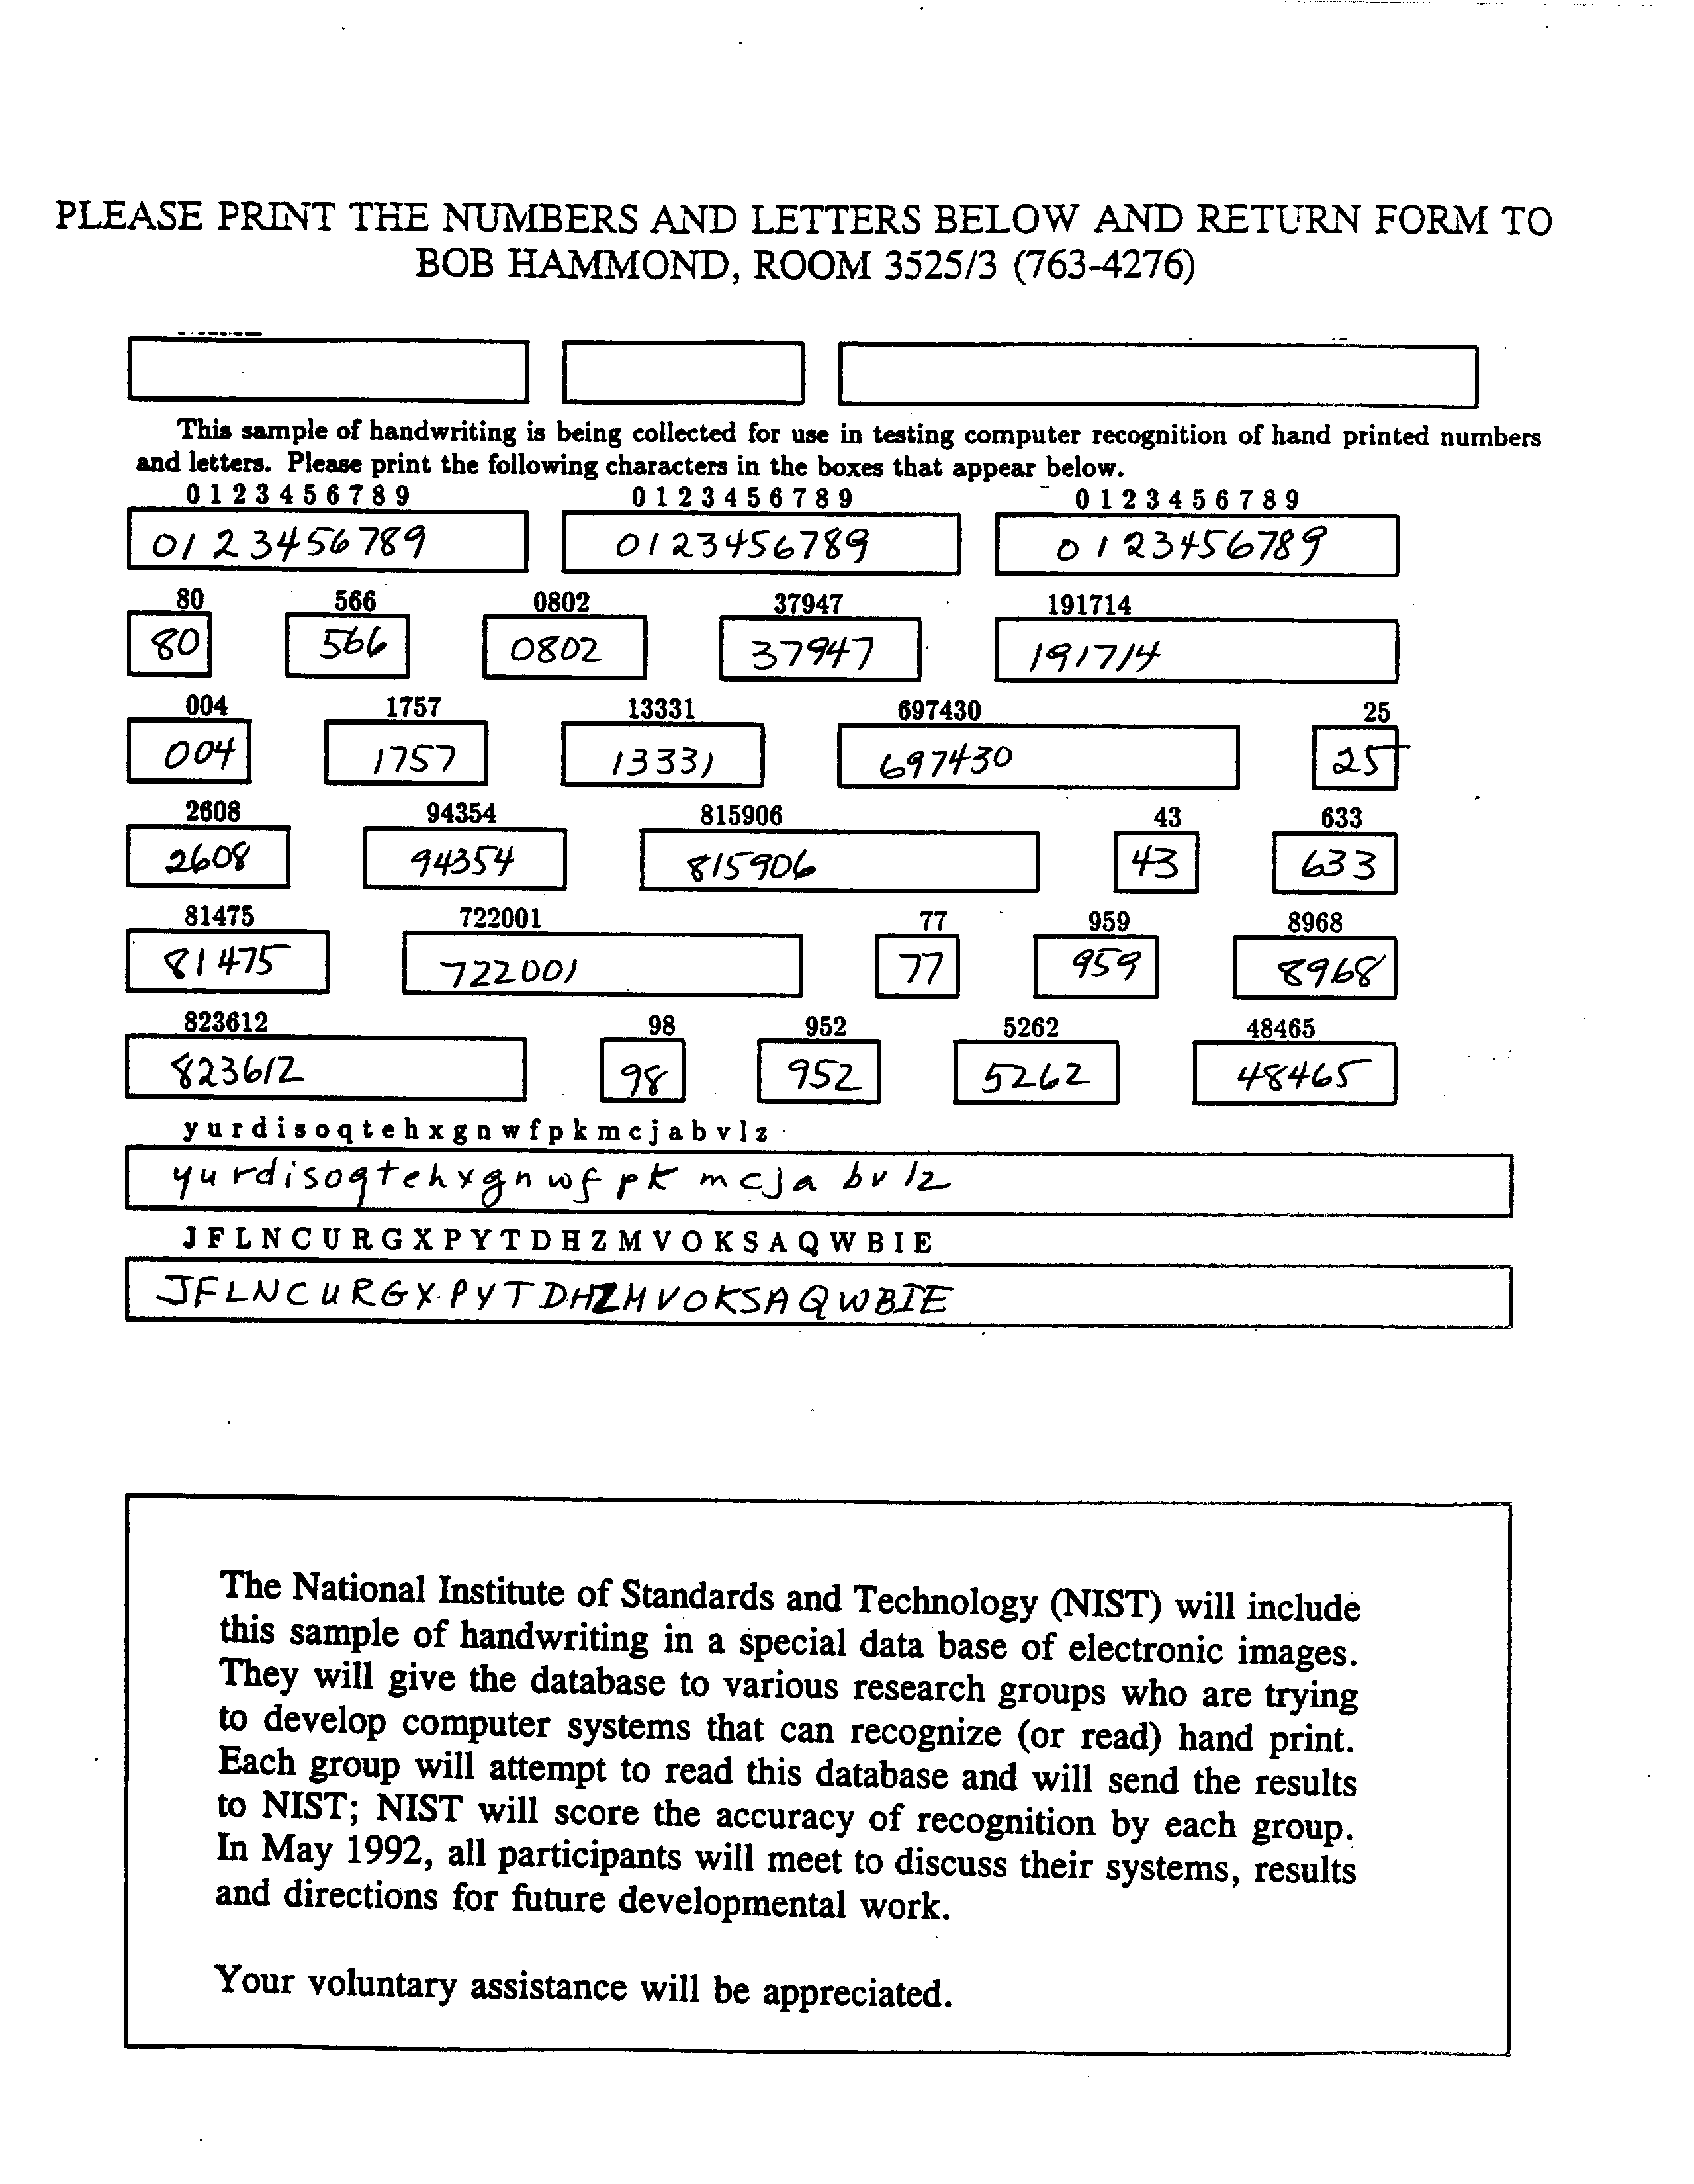 PLEASE PRINT THE NUMBERS AND LETTERS BELOW AND RETURN FORM TO
BOB HAMMOND, ROOM 3525/3 (763-4276)
This sample of handwriting is being collected for use in testing computer recognition of hand printed numbers
and letters. Please print the following characters in the boxes that appear below.
0 1 2 3 4 5 6 7 8 9 0 1 2 3 4 5 6 7 8 9 0 1 2 3 4 5 6 7 8 9
0123456789 0123456789 0123456789
80 566 0802 37947 191714
80 566 0802 37947 191714
004 1757 13331 697430 25
004 1757 13331 697430 25
2608 94354 815906 43 633
2608 94354 815906 43 633
81475 722001 77 959 8968
81475 722001 77 959 8968
823612 98 952 5262 48465
823612 98 952 5262 48465
y u r d i s o q t e h x g n w f p k m c j a b v l z
yurdisoqtehxgnwfpkmcjabvlz
J F L N C U R G X P Y T D H Z M V O K S A Q W B I E
JFLNCURGXPYTDHZMVOKSAQWBIE
The National Institute of Standards and Technology (NIST) will include
this sample of handwriting in a special data base of electronic images.
They will give the database to various research groups who are trying
to develop computer systems that can recognize (or read) hand print.
Each group will attempt to read this database and will send the results
to NIST; NIST will score the accuracy of recognition by each group.
In May 1992, all participants will meet to discuss their systems, results
and directions for future developmental work.
Your voluntary assistance will be appreciated.